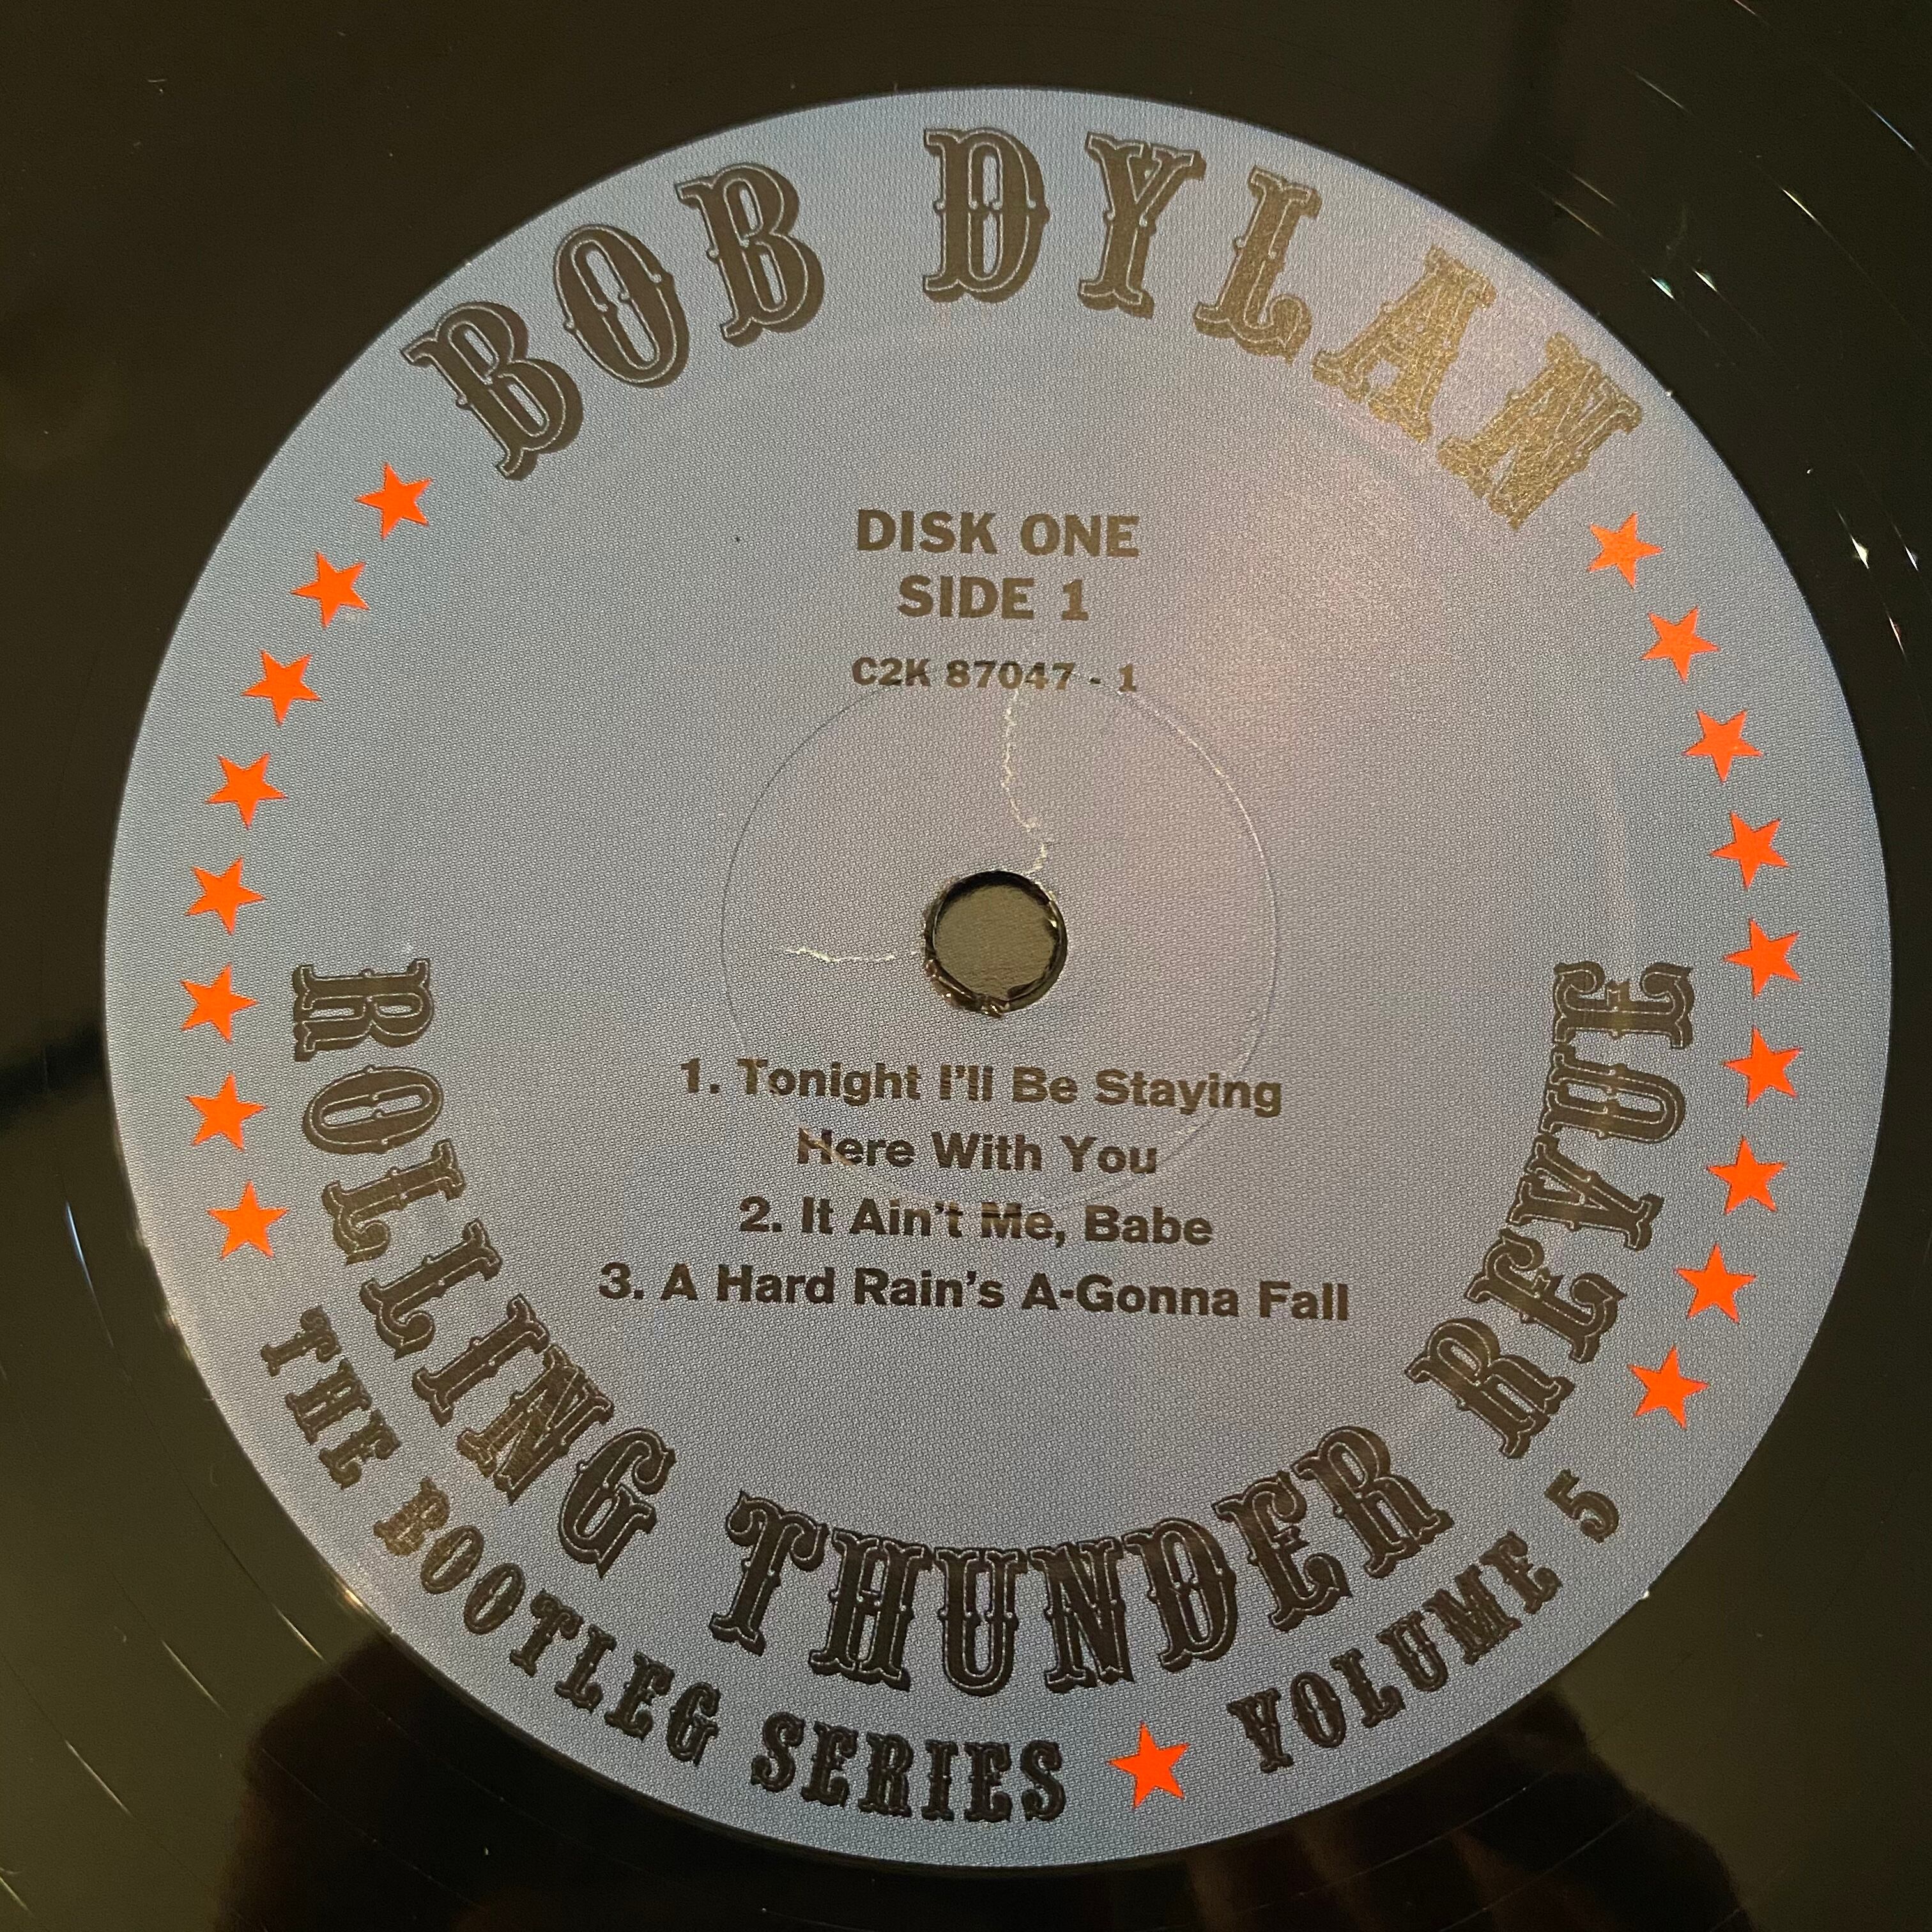 BOB DYLAN
DISK ONE
SIDE 1
C2K 87047 - 1
1. Tonight I'll Be Staying
Here With You
2. It Ain't Me, Babe
3. A Hard Rain's A-Gonna Fall
ROLLING THUNDER REVUE
THE BOOTLEG SERIES ★ VOLUME 5